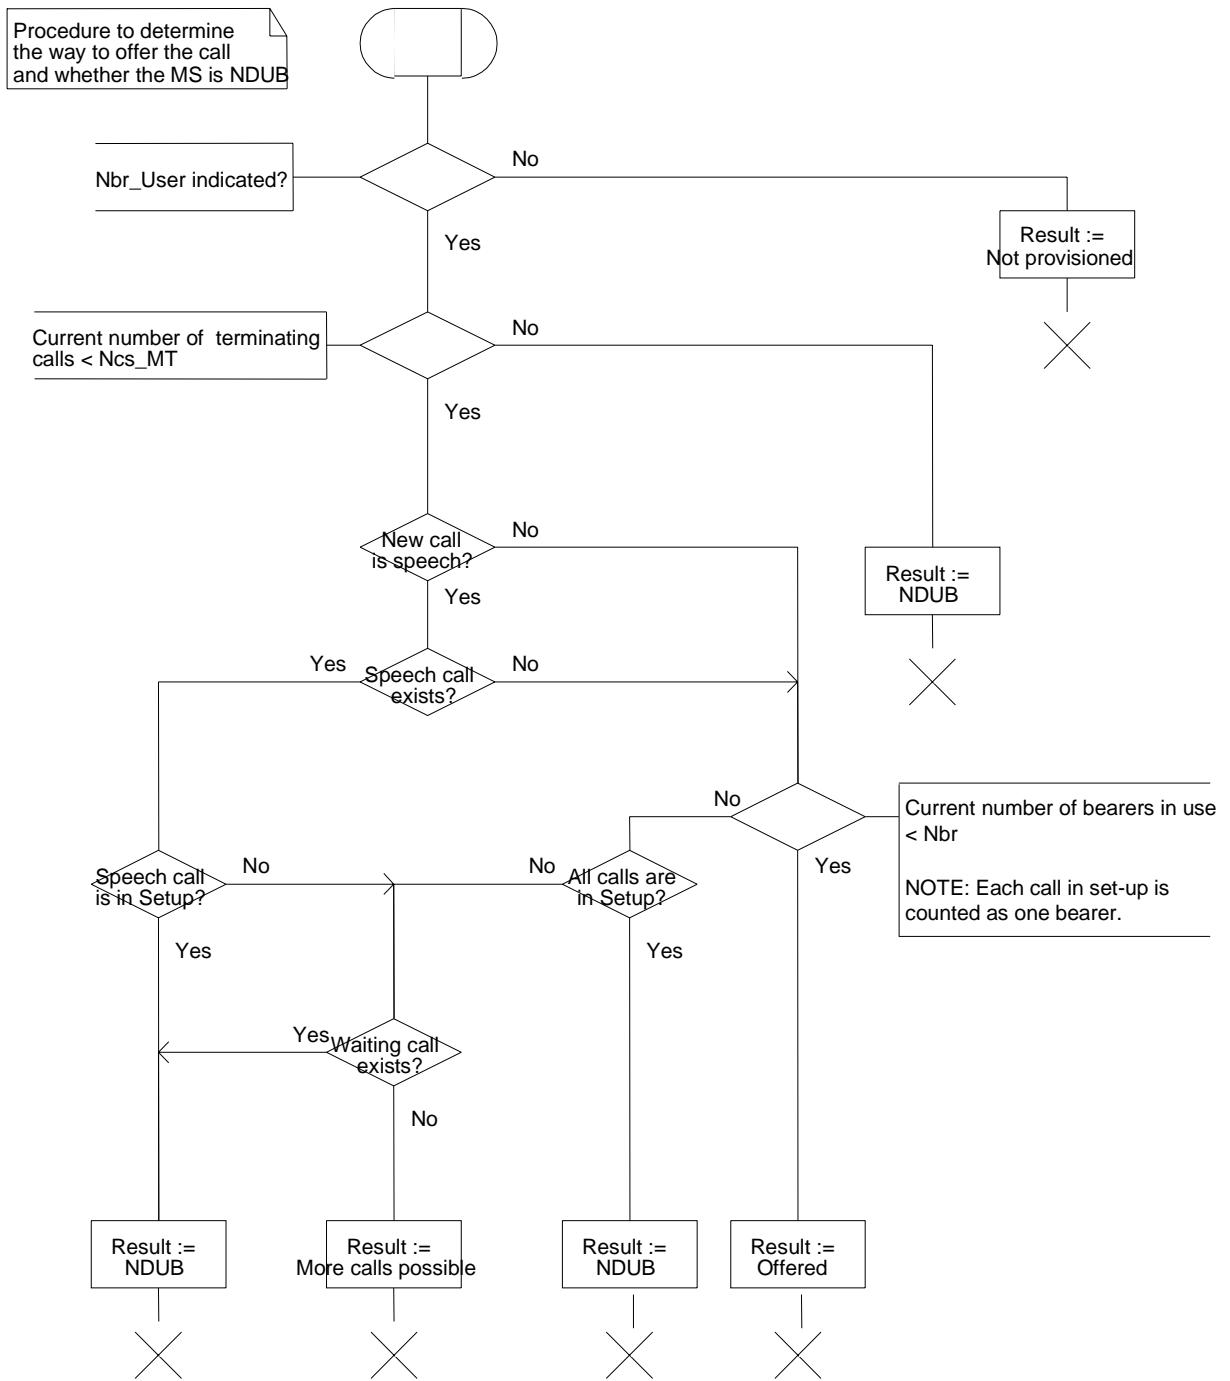 Procedure to determine
the way to offer the call
and whether the MS is NDUB
No
Nbr_User indicated?
Yes
Result :=
Not provisioned
No
Current number of  terminating
calls < Ncs_MT
Yes
No
New call
is speech?
Yes
Result :=
NDUB
Yes
No
Speech call
exists?
No
Current number of bearers in use
< Nbr
NOTE: Each call in set-up is
counted as one bearer.
Yes
No
Speech call
is in Setup?
No
All calls are
in Setup?
Yes
Yes
Yes
Waiting call
exists?
No
Result :=
NDUB
Result :=
More calls possible
Result :=
NDUB
Result :=
Offered